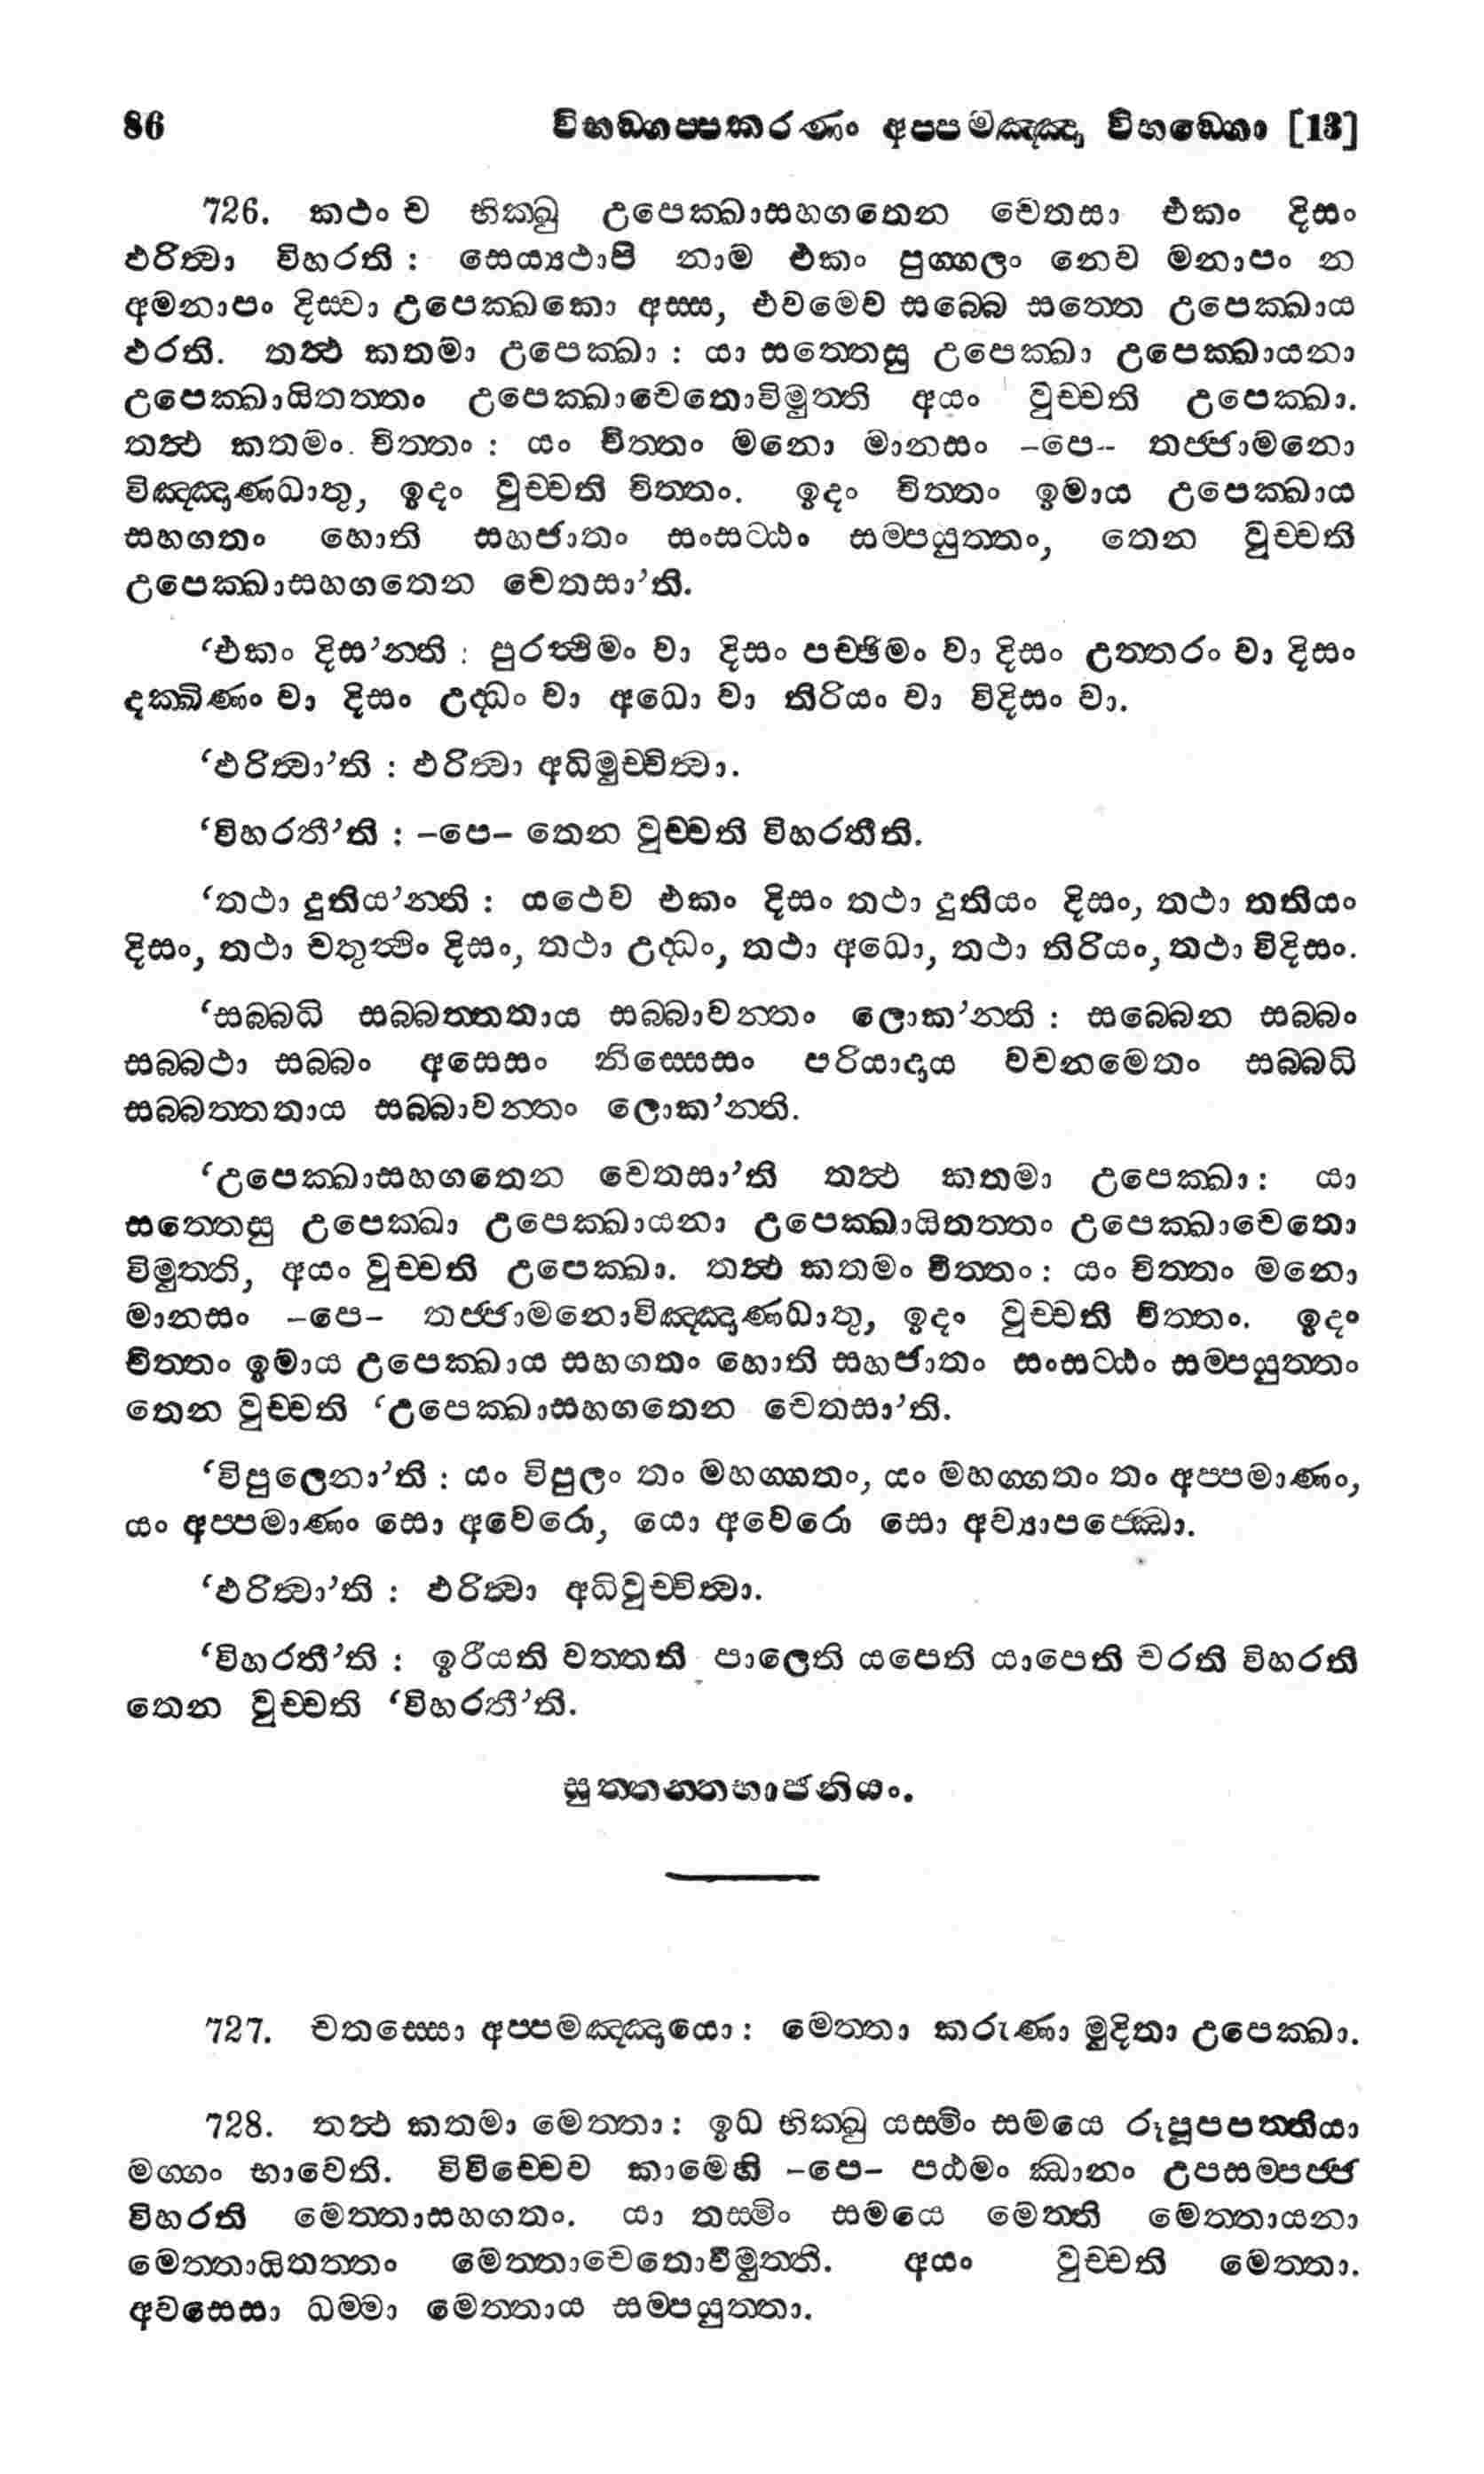 86 විභඞ්ගප්පකරණං අප්පමඤ්ඤා විභඞ්ගො [13]
726. කථං ච භික්ඛු උපෙක්ඛාසහගතෙන චෙතසා එකං දිසං
ඵරිත්වා විහරති : සෙය්‍යථාපි නාම එකං පුග්ගලං නෙව මනාපං න
අමනාපං දිස්වා උපෙක්ඛකො අස්ස, එවමෙව සබ්බෙ සත්තෙ උපෙක්ඛාය
ඵරති. තත්ථ කතමා උපෙක්ඛා : යා සත්තෙසු උපෙක්ඛා උපෙක්ඛායනා
උපෙක්ඛායිතත්තං උපෙක්ඛාචෙතොවිමුත්ති අයං වුච්චති උපෙක්ඛා.
තත්ථ කතමං චිත්තං : යං චිත්තං මනො මානසං –පෙ– තජ්ජාමනො
විඤ්ඤාණධාතු, ඉදං වුච්චති චිත්තං. ඉදං චිත්තං ඉමාය උපෙක්ඛාය
සහගතං හොති සහජාතං සංසට්ඨං සම්පයුත්තං, තෙන වුච්චති
උපෙක්ඛාසහගතෙන චෙතසා’ති.
‘එකං දිස’න්ති : පුරත්ථිමං වා දිසං පච්ඡිමං වා දිසං උත්තරං වා දිසං
දක්ඛිණං වා දිසං උද්ධං වා අධො වා තිරියං වා විදිසං වා.
‘ඵරිත්වා’ති : ඵරිත්වා අධිමුච්චිත්වා.
‘විහරතී’ති : –පෙ– තෙන වුච්චති විහරතීති.
‘තථා දුතිය’න්ති : යථෙව එකං දිසං තථා දුතියං දිසං, තථා තතියං
දිසං, තථා චතුත්ථිං දිසං, තථා උද්ධං, තථා අධො, තථා තිරියං, තථා විදිසං.
‘සබ්බධි සබ්බත්තතාය සබ්බාවන්තං ලොක’න්ති : සබ්බෙන සබ්බං
සබ්බථා සබ්බං අසෙසං නිස්සෙසං පරියාදාය වචනමෙතං සබ්බධි
සබ්බත්තතාය සබ්බාවන්තං ලොක’න්ති.
‘උපෙක්ඛාසහගතෙන චෙතසා’ති තත්ථ කතමා උපෙක්ඛා : යා
සත්තෙසු උපෙක්ඛා උපෙක්ඛායනා උපෙක්ඛායිතත්තං උපෙක්ඛාචෙතො
විමුත්ති, අයං වුච්චති උපෙක්ඛා. තත්ථ කතමං චිත්තං : යං චිත්තං මනො
මානසං –පෙ– තජ්ජාමනොවිඤ්ඤාණධාතු, ඉදං වුච්චති චිත්තං. ඉදං
චිත්තං ඉමාය උපෙක්ඛාය සහගතං හොති සහජාතං සංසට්ඨං සම්පයුත්තං
තෙන වුච්චති ‘උපෙක්ඛාසහගතෙන චෙතසා’ති.
‘විපුලෙනා’ති : යං විපුලං තං මහග්ගතං, යං මහග්ගතං තං අප්පමාණං,
යං අප්පමාණං සො අවෙරො, යො අවෙරො සො අව්‍යාපජ්ඣො.
‘ඵරිත්වා’ති : ඵරිත්වා අධිවුච්චිත්වා.
‘විහරතී’ති : ඉරීයති වත්තති පාලෙති යපෙති යාපෙති චරති විහරති
තෙන වුච්චති ‘විහරතී’ති.
සුත්තන්තභාජනියං.
727. චතස්සො අප්පමඤ්ඤායො : මෙත්තා කරුණා මුදිතා උපෙක්ඛා.
728. තත්ථ කතමා මෙත්තා : ඉධ භික්ඛු යස්මිං සමයෙ රූපූපපත්තියා
මග්ගං භාවෙති. විවිච්චෙව කාමෙහි –පෙ– පඨමං ඣානං උපසම්පජ්ජ
විහරති මෙත්තාසහගතං. යා තස්මිං සමයෙ මෙත්ති මෙත්තායනා
මෙත්තායිතත්තං මෙත්තාචෙතොවිමුත්ති. අයං වුච්චති මෙත්තා.
අවසෙසා ධම්මා මෙත්තාය සම්පයුත්තා.